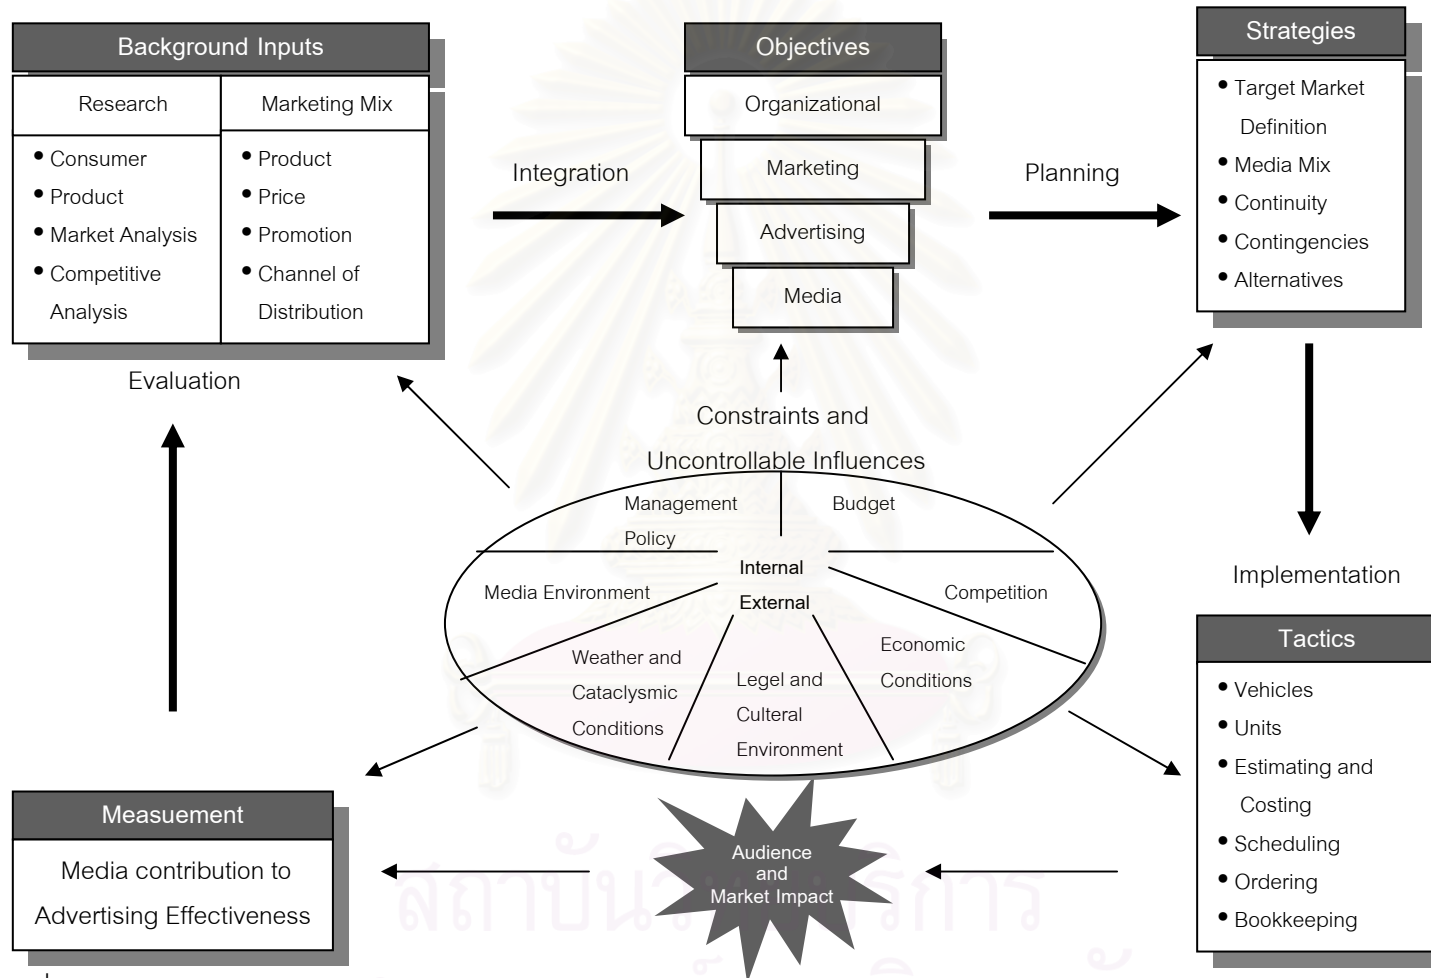 Background Inputs
Research
Marketing Mix
• Consumer
• Product
• Market Analysis
• Competitive
Analysis
• Product
• Price
• Promotion
• Channel of
Distribution
Integration
Objectives
Organizational
Marketing
Advertising
Media
Planning
Strategies
• Target Market
Definition
• Media Mix
• Continuity
• Contingencies
• Alternatives
Evaluation
Constraints and
Uncontrollable Influences
Management
Policy
Budget
Internal
External
Media Environment
Competition
Weather and
Cataclysmic
Conditions
Legel and
Culteral
Environment
Economic
Conditions
Implementation
Tactics
• Vehicles
• Units
• Estimating and
Costing
• Scheduling
• Ordering
• Bookkeeping
Audience
and
Market Impact
Measuement
Media contribution to
Advertising Effectiveness